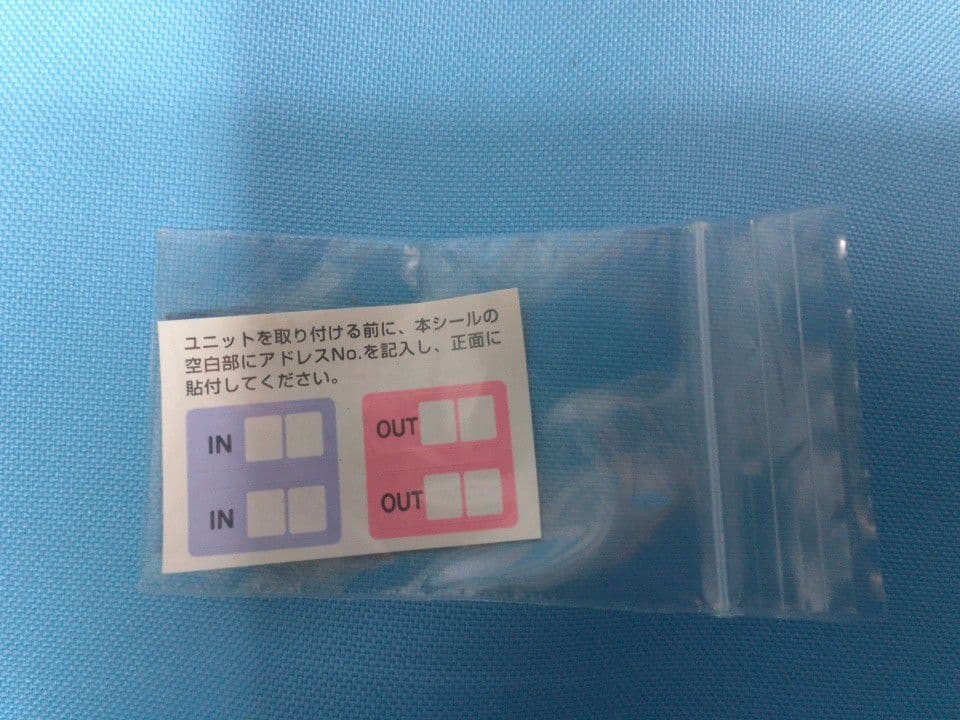 ユニットを取り付ける前に、本シールの
空白部にアドレスNo.を記入し、正面に
貼付してください。
IN
OUT
IN
OUT